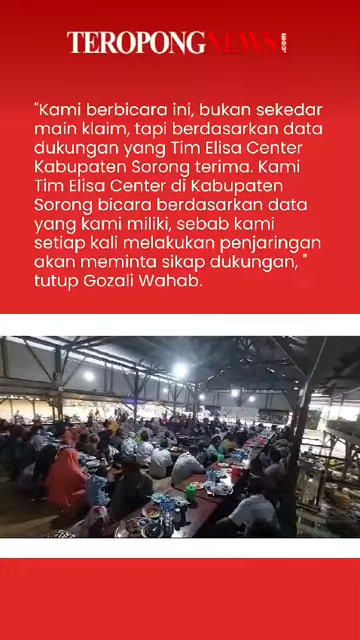 TEROPONGNEWS.com
"Kami berbicara ini, bukan sekedar
main klaim, tapi berdasarkan data
dukungan yang Tim Elisa Center
Kabupaten Sorong terima. Kami
Tim Elisa Center di Kabupaten
Sorong bicara berdasarkan data
yang kami miliki, sebab kami
setiap kali melakukan penjaringan
akan meminta sikap dukungan, "
tutup Gozali Wahab.